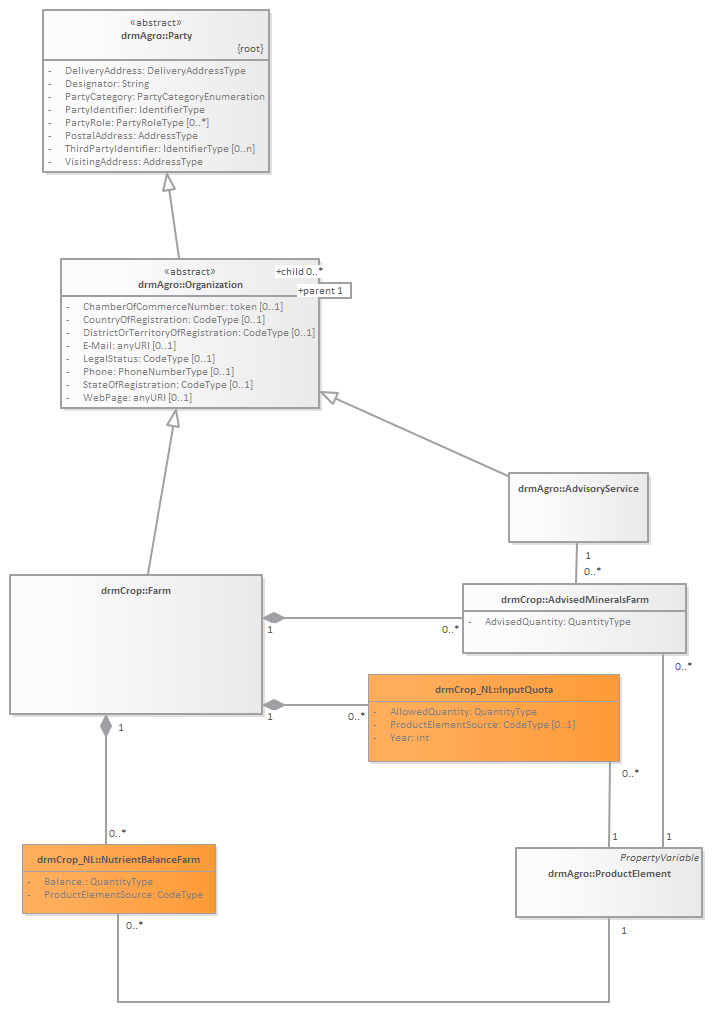 «abstract»
drmAgro::Party
{root}
- DeliveryAddress: DeliveryAddressType
- Designator: String
- PartyCategory: PartyCategoryEnumeration
- PartyIdentifier: IdentifierType
- PartyRole: PartyRoleType [0..*]
- PostalAddress: AddressType
- ThirdPartyIdentifier: IdentifierType [0..n]
- VisitingAddress: AddressType
«abstract»
+child 0..*
drmAgro::Organization
+parent 1
- ChamberOfCommerceNumber: token [0..1]
- CountryOfRegistration: CodeType [0..1]
- DistrictOrTerritoryOfRegistration: CodeType [0..1]
- E-Mail: anyURI [0..1]
- LegalStatus: CodeType [0..1]
- Phone: PhoneNumberType [0..1]
- StateOfRegistration: CodeType [0..1]
- WebPage: anyURI [0..1]
drmAgro::AdvisoryService
1
0..*
drmCrop::Farm
drmCrop::AdvisedMineralsFarm
- AdvisedQuantity: QuantityType
1
0..*
0..*
drmCrop_NL::InputQuota
- AllowedQuantity: QuantityType
- ProductElementSource: CodeType [0..1]
- Year: int
1
0..*
1
0..*
0..*
1
1
drmCrop_NL::NutrientBalanceFarm
- Balance.: QuantityType
- ProductElementSource: CodeType
PropertyVariable
drmAgro::ProductElement
0..*
1